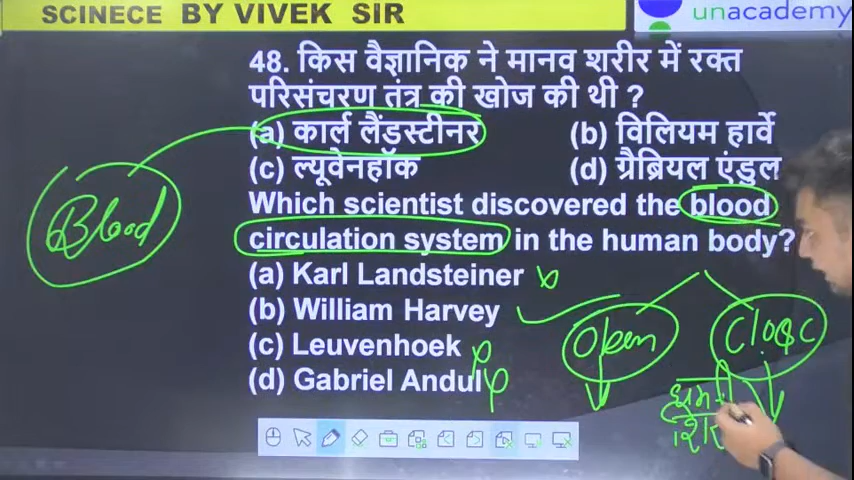 SCINECE BY VIVEK SIR
unacademy
48. किस वैज्ञानिक ने मानव शरीर में रक्त
परिसंचरण तंत्र की खोज की थी ?
(a) कार्ल लैंडस्टीनर (b) विलियम हार्वे
(c) ल्यूवेनहॉक (d) ग्रैब्रियल एंडुल
Which scientist discovered the blood
circulation system in the human body?
(a) Karl Landsteiner
(b) William Harvey
(c) Leuvenhoek
(d) Gabriel Andul
Blood
Open